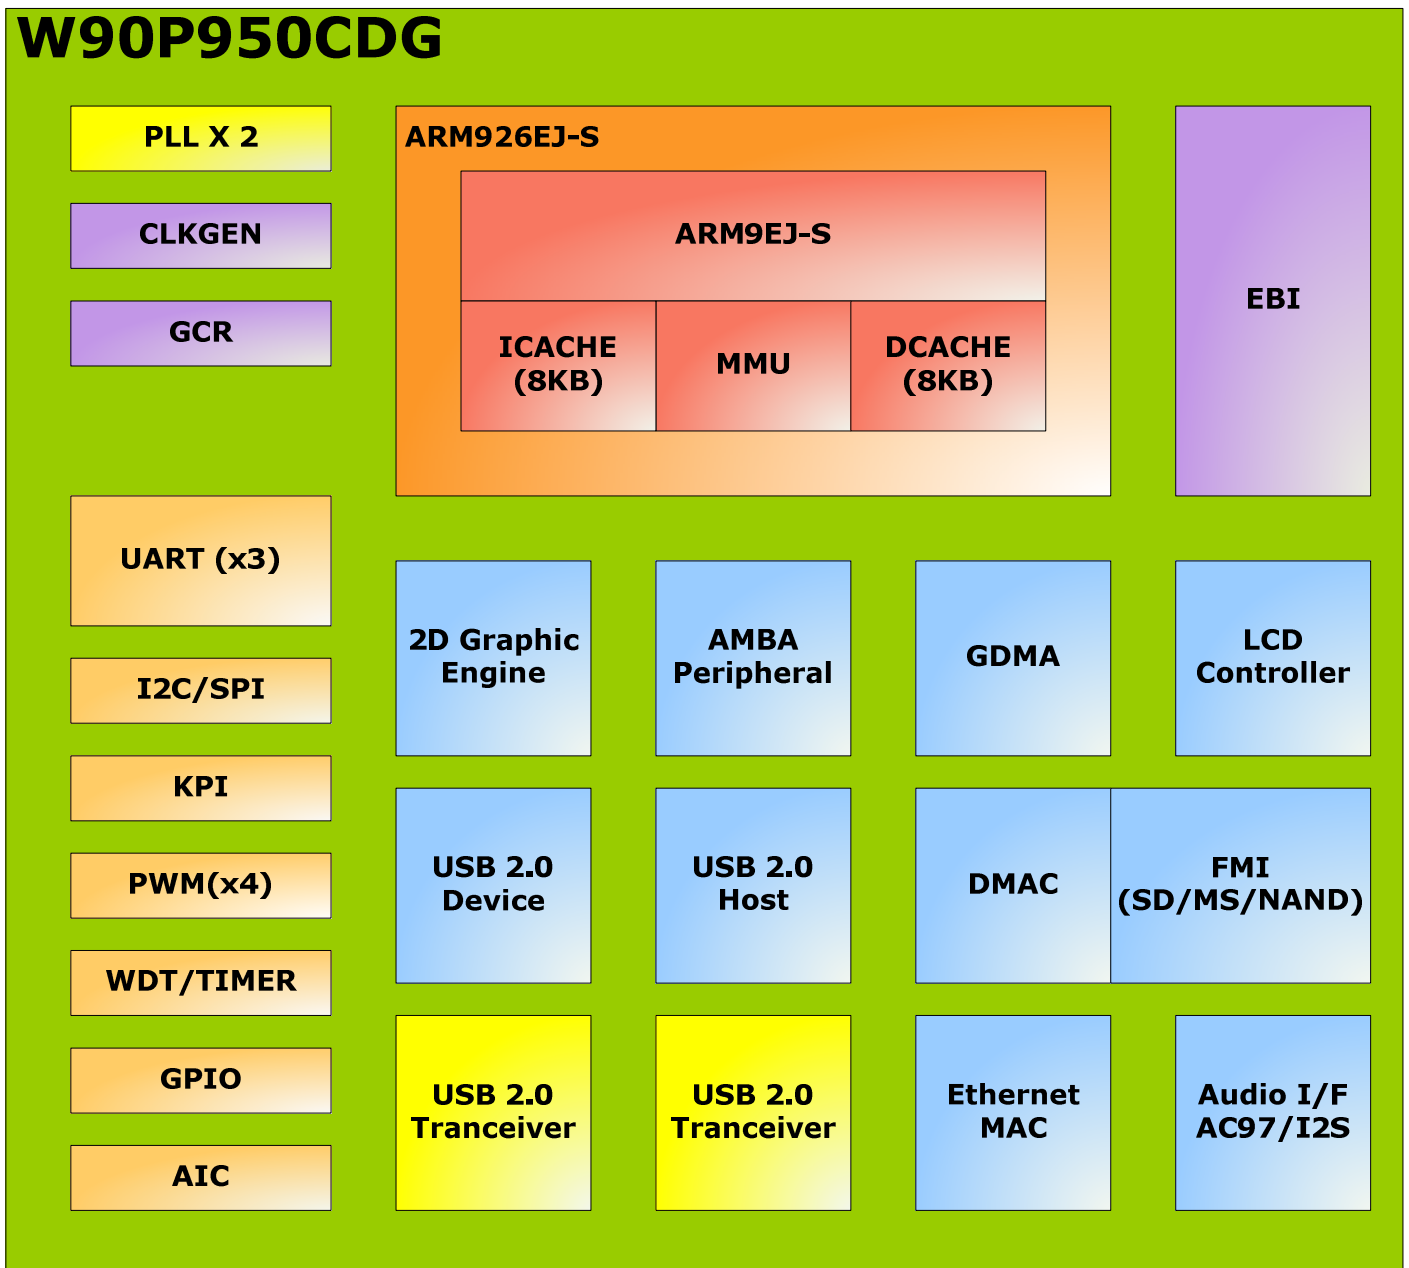 W90P950CDG
PLL X 2
CLKGEN
GCR
ARM926EJ-S
ARM9EJ-S
ICACHE
(8KB)
MMU
DCACHE
(8KB)
EBI
UART (x3)
I2C/SPI
KPI
PWM(x4)
WDT/TIMER
GPIO
AIC
2D Graphic
Engine
AMBA
Peripheral
GDMA
LCD
Controller
USB 2.0
Device
USB 2.0
Host
DMAC
FMI
(SD/MS/NAND)
USB 2.0
Tranceiver
USB 2.0
Tranceiver
Ethernet
MAC
Audio I/F
AC97/I2S